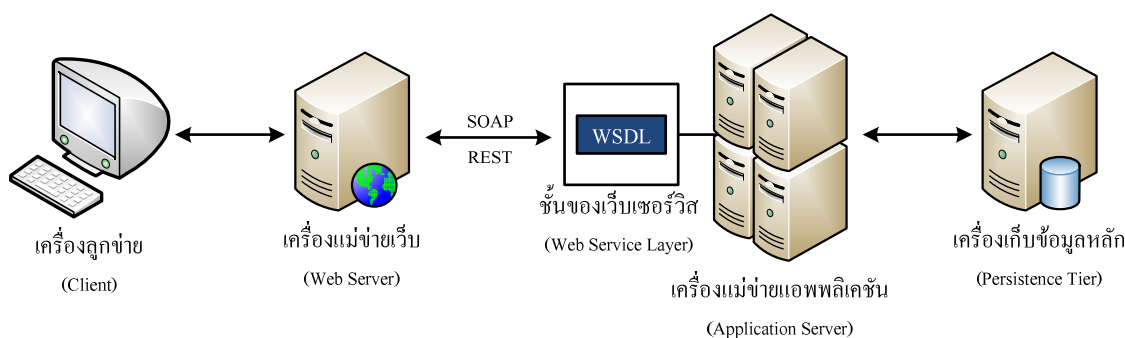 เครื่องลูกข่าย
(Client)
เครื่องแม่ข่ายเว็บ
(Web Server)
SOAP
REST
WSDL
ชั้นของเว็บเซอร์วิส
(Web Service Layer)
เครื่องแม่ข่ายแอพพลิเคชัน
(Application Server)
เครื่องเก็บข้อมูลหลัก
(Persistence Tier)